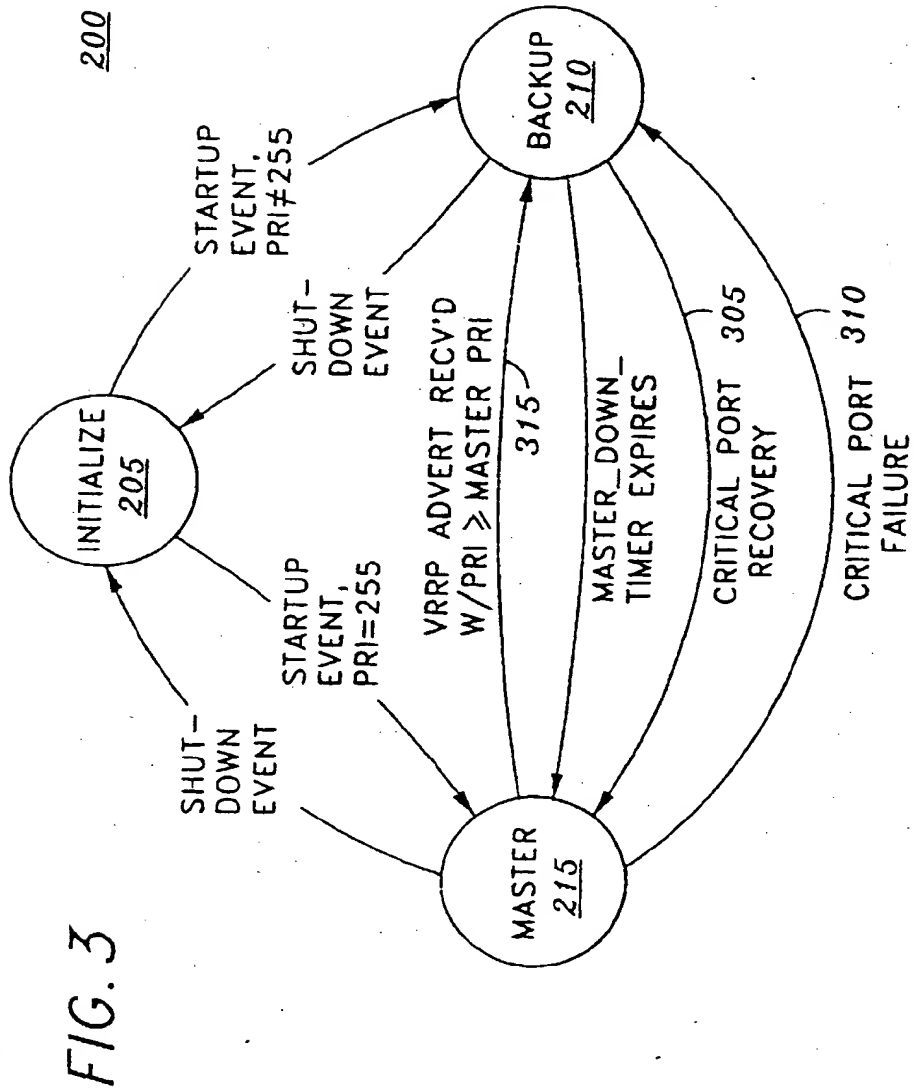 FIG. 3
200
INITIALIZE
205
STARTUP
EVENT,
PRI≠255
SHUT-
DOWN
EVENT
STARTUP
EVENT,
PRI=255
SHUT-
DOWN
EVENT
BACKUP
210
MASTER
215
VRRP ADVERT RECV'D
W/PRI ⩾ MASTER PRI
315
MASTER_DOWN_
TIMER EXPIRES
305
CRITICAL PORT
RECOVERY
310
CRITICAL PORT
FAILURE